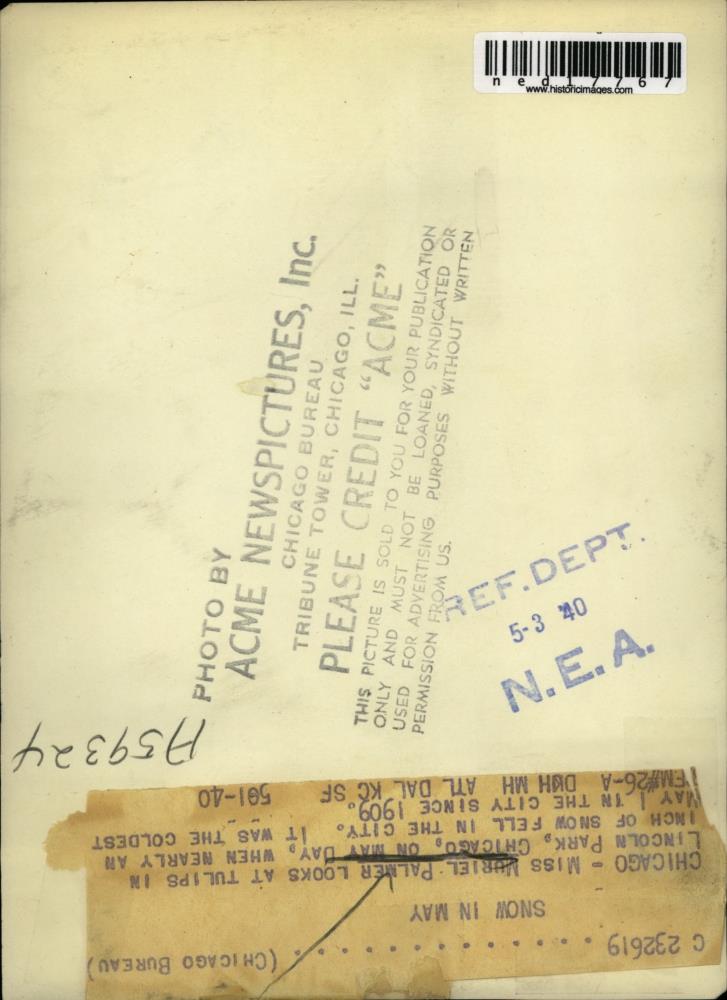 ned17767
www.historicimages.com
PHOTO BY
ACME NEWSPICTURES, Inc.
CHICAGO BUREAU
TRIBUNE TOWER, CHICAGO, ILL.
PLEASE CREDIT “ACME”
THIS PICTURE IS SOLD TO YOU FOR YOUR PUBLICATION
ONLY AND MUST NOT BE LOANED, SYNDICATED OR
USED FOR ADVERTISING PURPOSES WITHOUT WRITTEN
PERMISSION FROM US.
REF. DEPT.
5-3 '40
N.E.A.
A59324
C 232619 . . . . . . . . . . . . . (CHICAGO BUREAU)
SNOW IN MAY
CHICAGO - MISS MURIEL PALMER LOOKS AT TULIPS IN
LINCOLN PARK, CHICAGO, ON MAY DAY, WHEN NEARLY AN
INCH OF SNOW FELL IN THE CITY. IT WAS THE COLDEST
MAY 1 IN THE CITY SINCE 1909.
MH ATL DAL KC SF 501-40